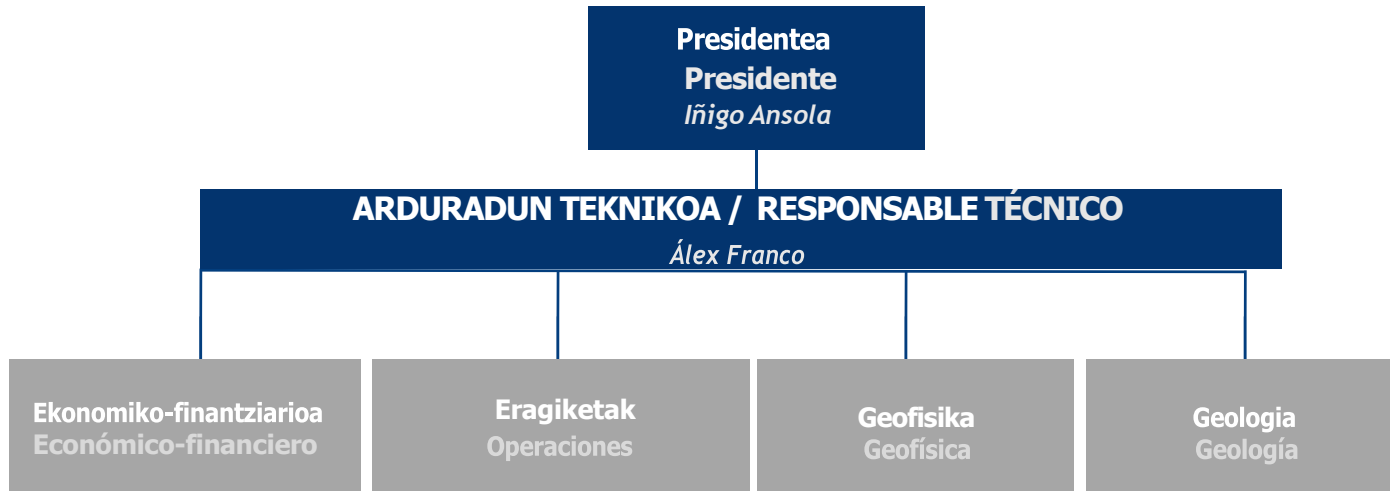 Presidentea
Presidente
Iñigo Ansola
ARDURADUN TEKNIKOA / RESPONSABLE TÉCNICO
Álex Franco
Ekonomiko-finantziarioa
Económico-financiero
Eragiketak
Operaciones
Geofisika
Geofísica
Geologia
Geología